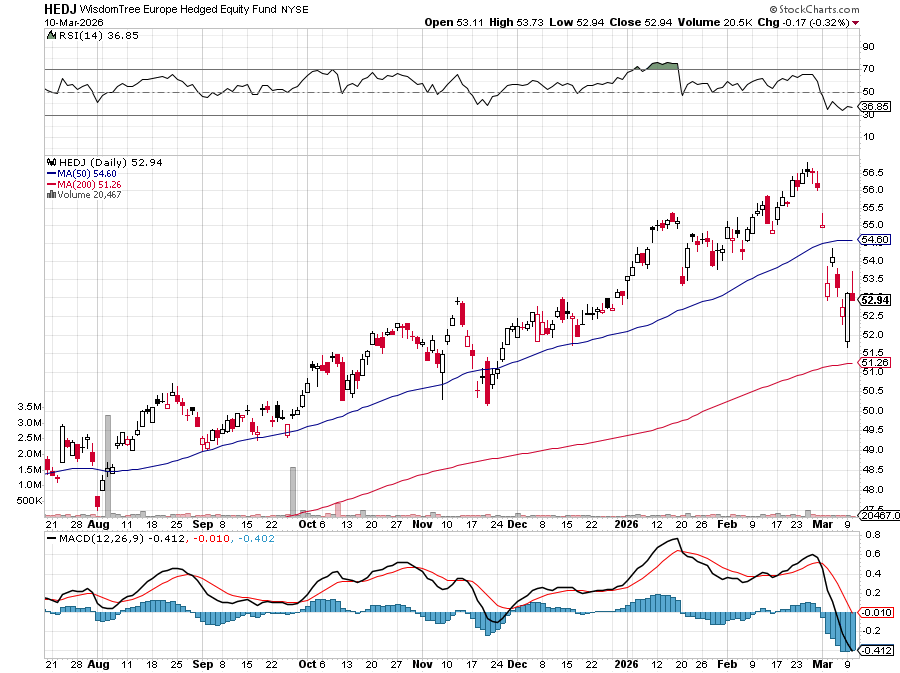 HEDJ WisdomTree Europe Hedged Equity Fund NYSE © StockCharts.com
10-Mar-2026 Open 53.11 High 53.73 Low 52.94 Close 52.94 Volume 20.5K Chg -0.17 (-0.32%)
RSI(14) 36.85
90
70
50
36.85
30
10
HEDJ (Daily) 52.94
MA(50) 54.60
MA(200) 51.26
Volume 20,467
56.5
56.0
55.5
55.0
54.60
54.0
53.5
52.94
52.5
52.0
51.5
51.26
51.0
50.5
50.0
49.5
49.0
48.5
48.0
47.5
3.5M
3.0M
2.5M
2.0M
1.5M
1.0M
500K
20467.0
21 28 Aug 11 18 25 Sep 8 15 22 Oct 6 13 20 27 Nov 10 17 24 Dec 8 15 22 2026 12 20 26 Feb 9 17 23 Mar 9
MACD(12,26,9) -0.412, -0.010, -0.402
0.8
0.6
0.4
0.2
-0.010
-0.2
-0.412
21 28 Aug 11 18 25 Sep 8 15 22 Oct 6 13 20 27 Nov 10 17 24 Dec 8 15 22 2026 12 20 26 Feb 9 17 23 Mar 9